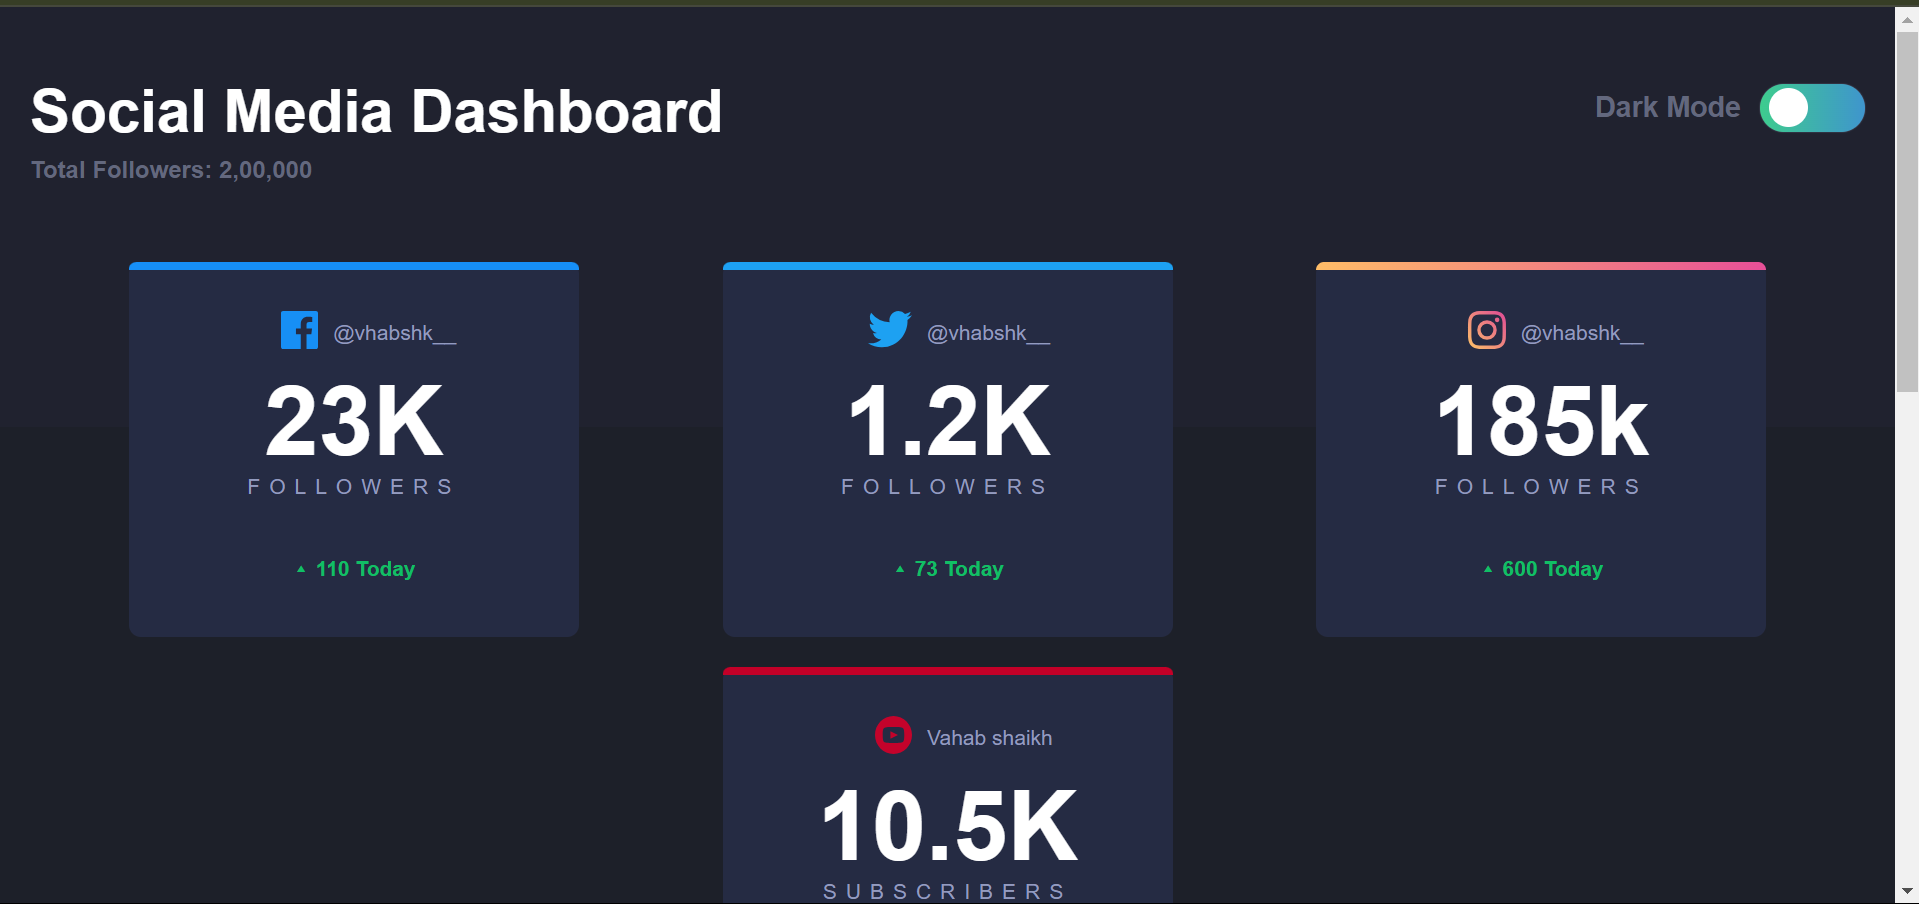 Social Media Dashboard
Dark Mode
Total Followers: 2,00,000
@vhabshk__
23K
FOLLOWERS
110 Today
@vhabshk__
1.2K
FOLLOWERS
73 Today
@vhabshk__
185k
FOLLOWERS
600 Today
Vahab shaikh
10.5K
SUBSCRIBERS